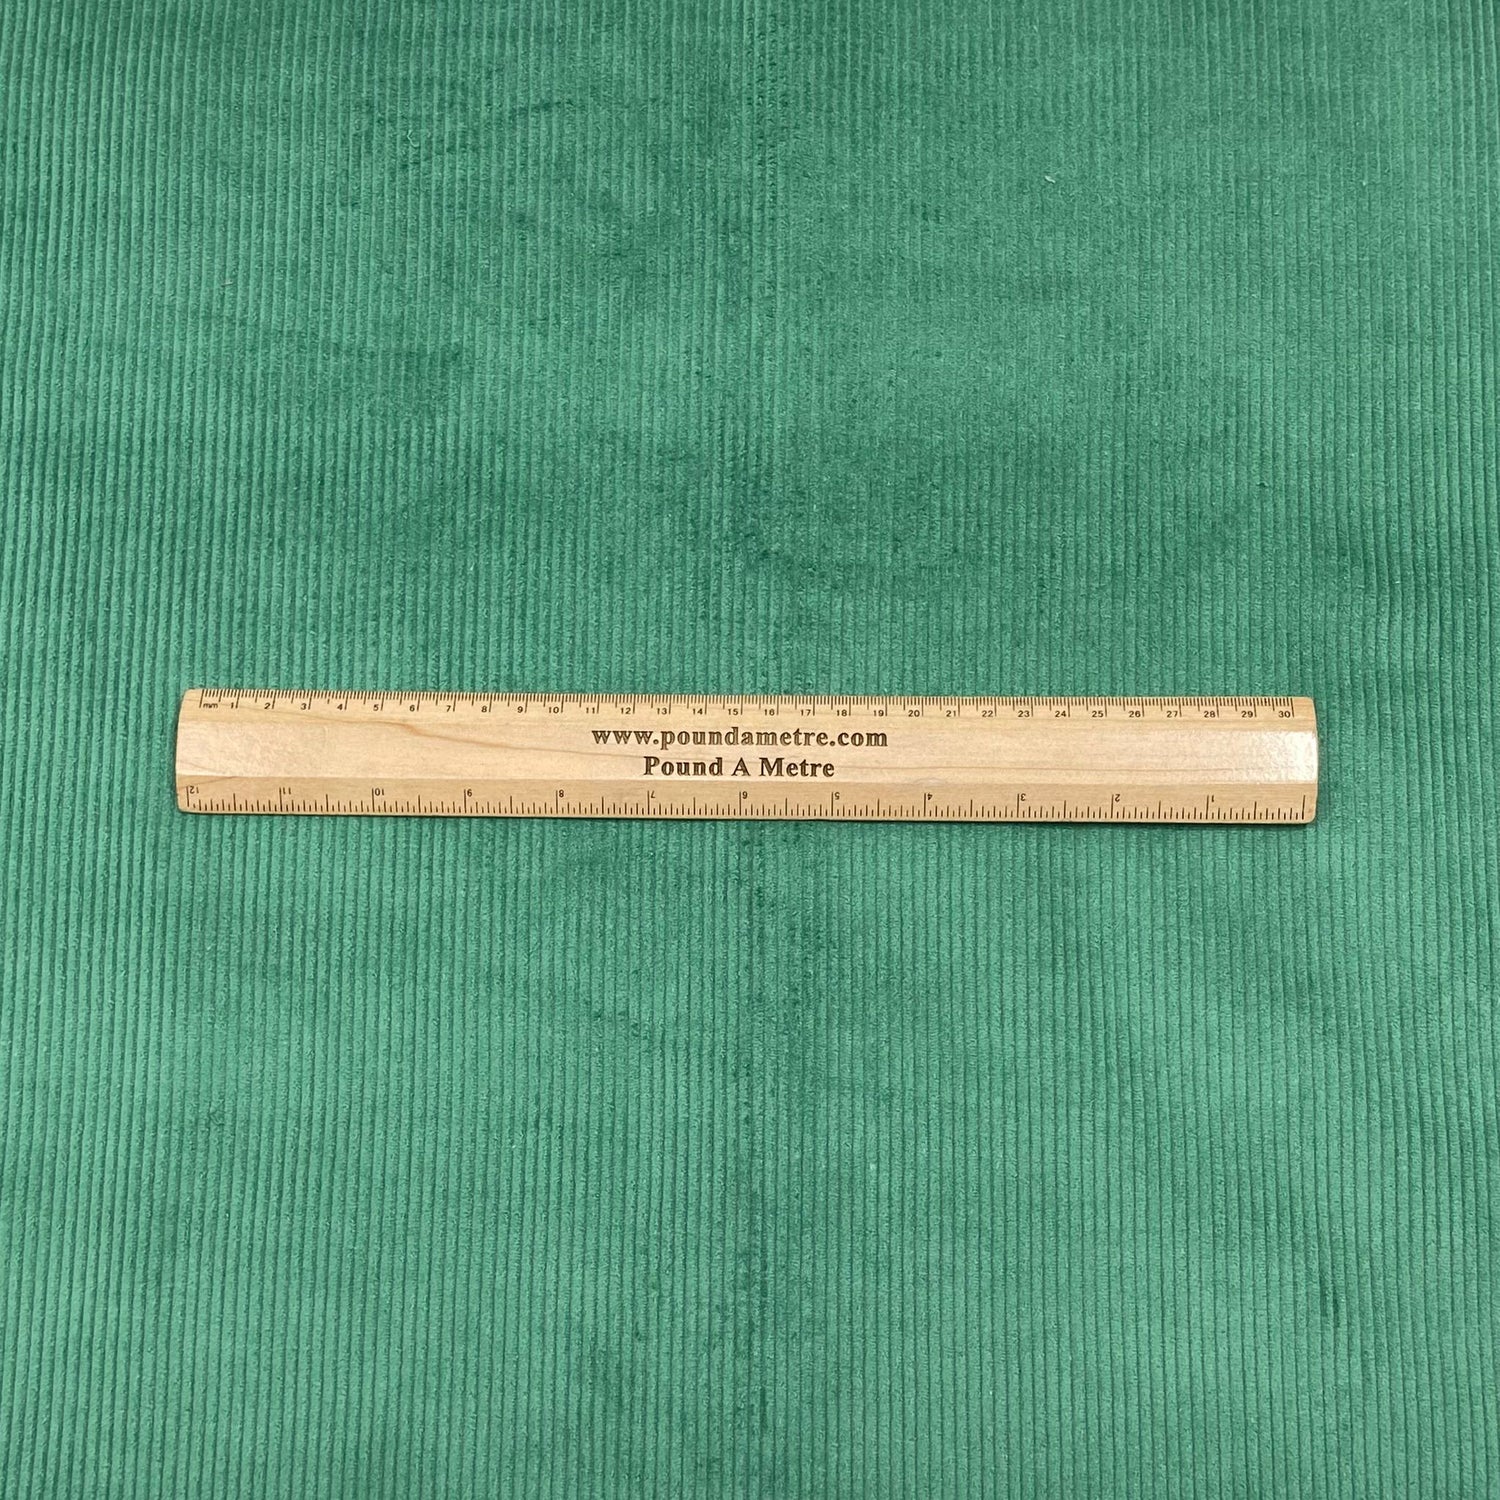 mm 1 2 3 4 5 6 7 8 9 10 11 12 13 14 15 16 17 18 19 20 21 22 23 24 25 26 27 28 29 30
www.poundametre.com
Pound A Metre
12 11 10 9 8 7 6 5 4 3 2 1